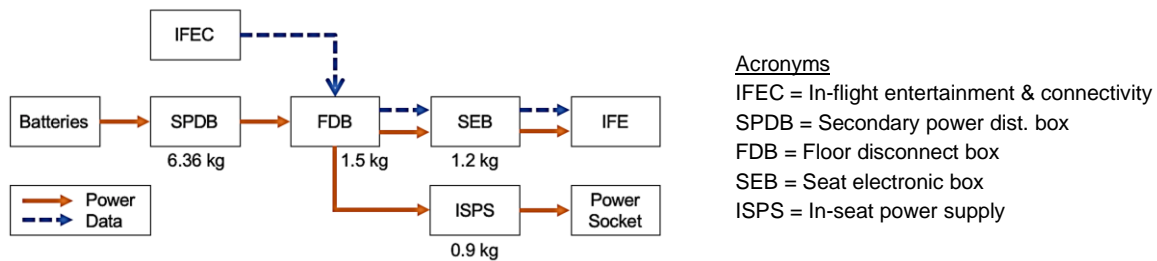 IFEC
Batteries
SPDB
FDB
SEB
IFE
6.36 kg
1.5 kg
1.2 kg
Power
Data
ISPS
Power
Socket
0.9 kg
Acronyms
IFEC = In-flight entertainment & connectivity
SPDB = Secondary power dist. box
FDB = Floor disconnect box
SEB = Seat electronic box
ISPS = In-seat power supply